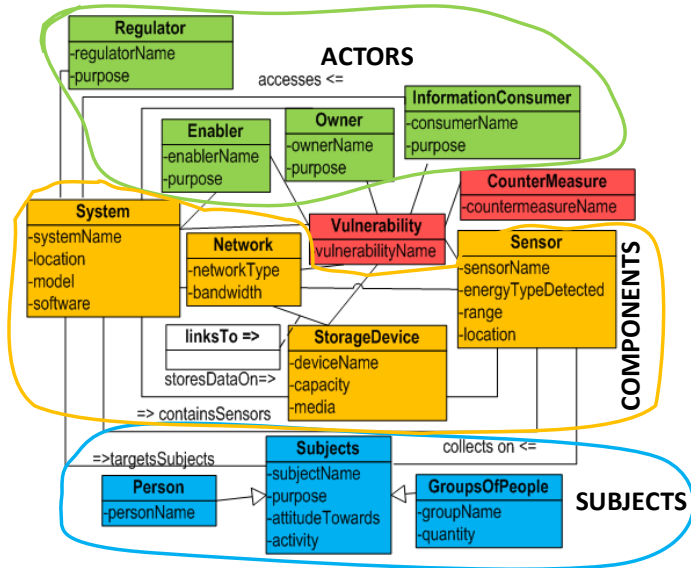 Regulator
-regulatorName
-purpose
ACTORS
accesses <=
InformationConsumer
-consumerName
-purpose
Owner
-ownerName
-purpose
Enabler
-enablerName
-purpose
CounterMeasure
-countermeasureName
System
-systemName
-location
-model
-software
Vulnerability
vulnerabilityName
Network
-networkType
-bandwidth
Sensor
-sensorName
-energyTypeDetected
-range
-location
COMPONENTS
linksTo =>
storesDataOn=>
StorageDevice
-deviceName
-capacity
-media
=> containsSensors
collects on <=
=>targetsSubjects
Subjects
-subjectName
-purpose
-attitudeTowards
-activity
Person
-personName
GroupsOfPeople
-groupName
-quantity
SUBJECTS